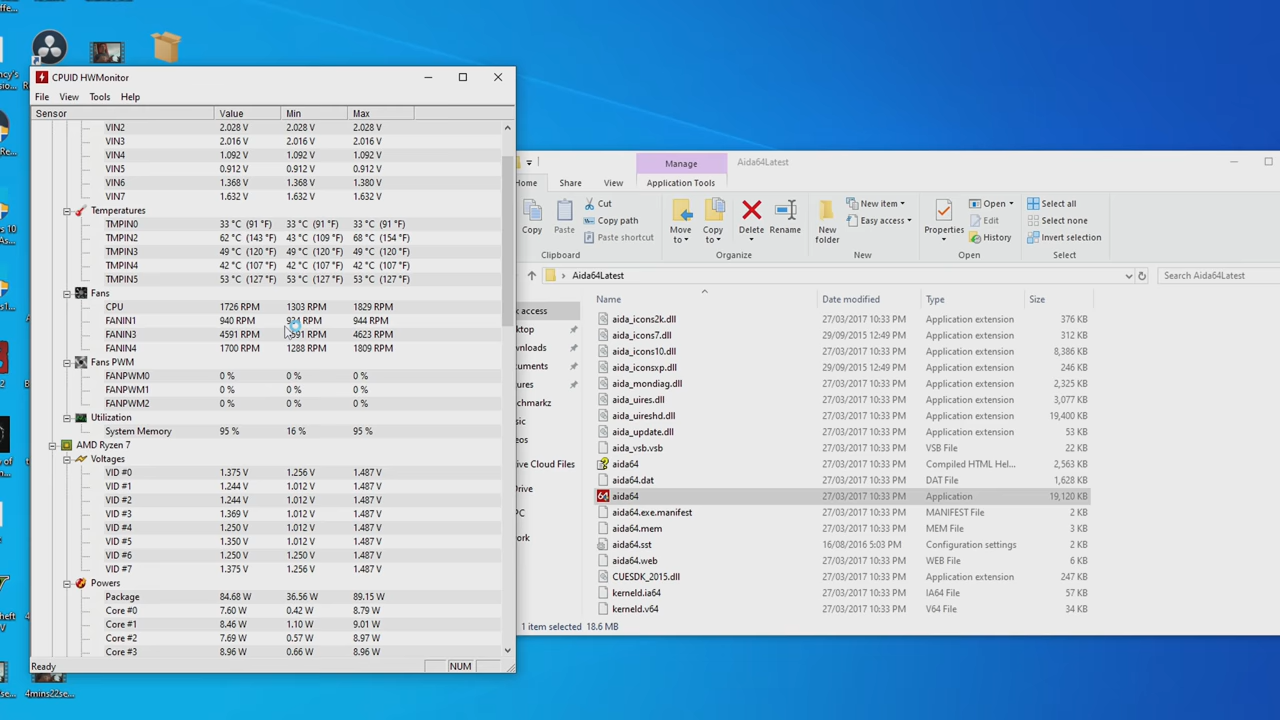 CPUID HWMonitor
File View Tools Help
Sensor Value Min Max
VIN2 2.028 V 2.028 V 2.028 V
VIN3 2.016 V 2.016 V 2.016 V
VIN4 1.092 V 1.092 V 1.092 V
VIN5 0.912 V 0.912 V 0.912 V
VIN6 1.368 V 1.368 V 1.380 V
VIN7 1.632 V 1.632 V 1.632 V
Temperatures
TMPIN0 33 °C (91 °F) 33 °C (91 °F) 33 °C (91 °F)
TMPIN2 62 °C (143 °F) 43 °C (109 °F) 68 °C (154 °F)
TMPIN3 49 °C (120 °F) 49 °C (120 °F) 49 °C (120 °F)
TMPIN4 42 °C (107 °F) 42 °C (107 °F) 42 °C (107 °F)
TMPIN5 53 °C (127 °F) 53 °C (127 °F) 53 °C (127 °F)
Fans
CPU 1726 RPM 1303 RPM 1829 RPM
FANIN1 940 RPM RPM 944 RPM
FANIN3 4591 RPM RPM 4623 RPM
FANIN4 1700 RPM 1288 RPM 1809 RPM
Fans PWM
FANPWM0 0 % 0 % 0 %
FANPWM1 0 % 0 % 0 %
FANPWM2 0 % 0 % 0 %
Utilization
System Memory 95 % 16 % 95 %
AMD Ryzen 7
Voltages
VID #0 1.375 V 1.256 V 1.487 V
VID #1 1.244 V 1.012 V 1.487 V
VID #2 1.244 V 1.012 V 1.487 V
VID #3 1.369 V 1.012 V 1.487 V
VID #4 1.250 V 1.012 V 1.487 V
VID #5 1.350 V 1.012 V 1.487 V
VID #6 1.250 V 1.256 V 1.487 V
VID #7 1.375 V 1.256 V 1.487 V
Powers
Package 84.68 W 36.56 W 89.15 W
Core #0 7.60 W 0.42 W 8.79 W
Core #1 8.46 W 1.10 W 9.01 W
Core #2 7.69 W 0.57 W 8.97 W
Core #3 8.96 W 0.66 W 8.96 W
Ready NUM
4mins22se...
Manage Aida64Latest
Home Share View Application Tools
Copy Paste Cut Copy path Paste shortcut
Clipboard
Move to Copy to Delete Rename
Organize
New folder New item Easy access
New
Properties Open Edit History
Open
Select all Select none Invert selection
Select
Aida64Latest Search Aida64Latest
Name Date modified Type Size
aida_icons2k.dll 27/03/2017 10:33 PM Application extension 376 KB
aida_icons7.dll 29/09/2015 12:49 PM Application extension 347 KB
aida_icons10.dll 27/03/2017 10:33 PM Application extension 8,386 KB
aida_iconsxp.dll 29/09/2015 12:49 PM Application extension 246 KB
aida_mondiag.dll 27/03/2017 10:33 PM Application extension 2,325 KB
aida_uires.dll 27/03/2017 10:33 PM Application extension 3,077 KB
aida_uireshd.dll 27/03/2017 10:33 PM Application extension 19,400 KB
aida_update.dll 27/03/2017 10:33 PM Application extension 53 KB
aida_vsb.vsb 27/03/2017 10:33 PM VSB File 2 KB
aida64 27/03/2017 10:33 PM Compiled HTML Hel... 2,563 KB
aida64.dat 27/03/2017 10:33 PM DAT File 1,628 KB
aida64 27/03/2017 10:33 PM Application 19,120 KB
aida64.exe.manifest 27/03/2017 10:33 PM MANIFEST File 2 KB
aida64.mem 27/03/2017 10:33 PM MEM File 2 KB
aida64.sst 16/08/2016 5:03 PM Configuration settings 2 KB
aida64.web 27/03/2017 10:33 PM WEB File 6 KB
CUESDK_2015.dll 27/03/2017 10:33 PM Application extension 247 KB
kerneld.ia64 27/03/2017 10:33 PM IA64 File 21 KB
kerneld.v64 27/03/2017 10:33 PM V64 File 34 KB
1 item selected 18.6 MB